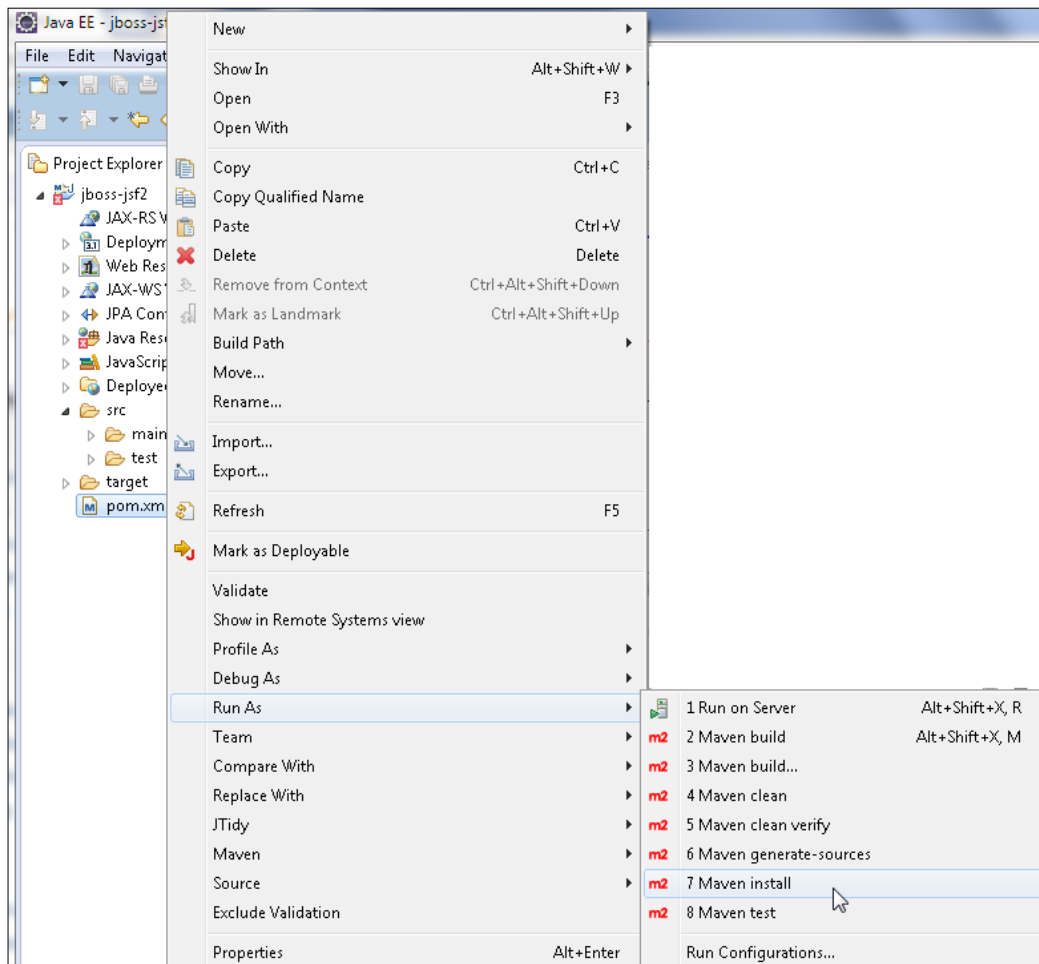 Java EE - jboss-jsf
File Edit Navigat
Project Explorer
jboss-jsf2
JAX-RS W
Deploym
Web Res
JAX-WS
JPA Con
Java Res
JavaScrip
Deploye
src
main
test
target
pom.xm
New
Show In Alt+Shift+W
Open F3
Open With
Copy Ctrl+C
Copy Qualified Name
Paste Ctrl+V
Delete Delete
Remove from Context Ctrl+Alt+Shift+Down
Mark as Landmark Ctrl+Alt+Shift+Up
Build Path
Move...
Rename...
Import...
Export...
Refresh F5
Mark as Deployable
Validate
Show in Remote Systems view
Profile As
Debug As
Run As
Team
Compare With
Replace With
JTidy
Maven
Source
Exclude Validation
Properties Alt+Enter
1 Run on Server Alt+Shift+X, R
m2 2 Maven build Alt+Shift+X, M
m2 3 Maven build...
m2 4 Maven clean
m2 5 Maven clean verify
m2 6 Maven generate-sources
m2 7 Maven install
m2 8 Maven test
Run Configurations...